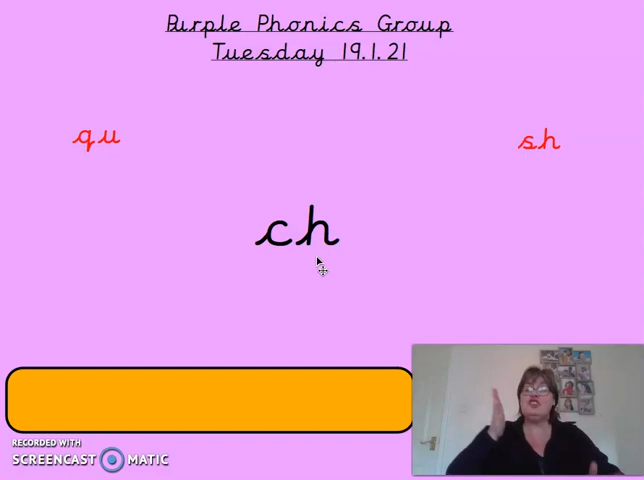 Purple Phonics Group
Tuesday 19.1.21
qu
sh
ch
RECORDED WITH
SCREENCAST MATIC